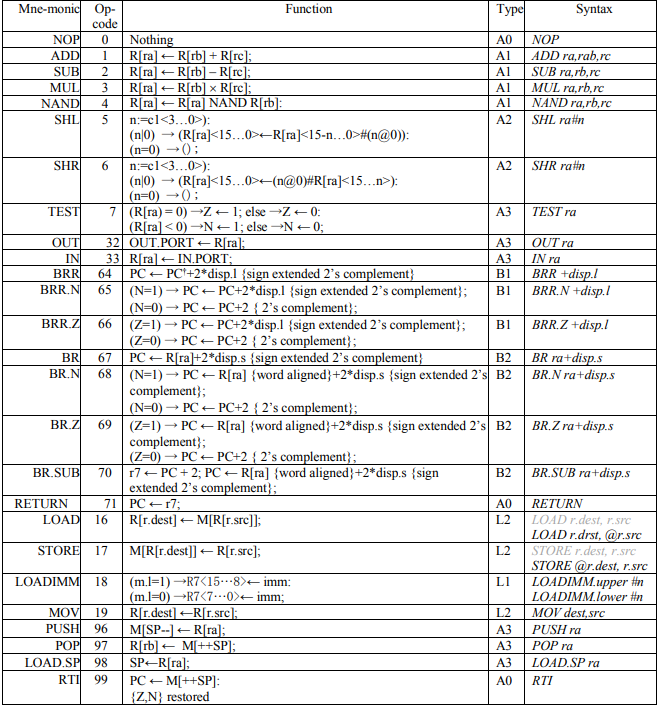 Mne-monic Op-code Function Type Syntax
NOP 0 Nothing A0 NOP
ADD 1 R[ra] ← R[rb] + R[rc]; A1 ADD ra,rab,rc
SUB 2 R[ra] ← R[rb] – R[rc]; A1 SUB ra,rb,rc
MUL 3 R[ra] ← R[rb] × R[rc]; A1 MUL ra,rb,rc
NAND 4 R[ra] ← R[ra] NAND R[rb]: A1 NAND ra,rb,rc
SHL 5 n:=c1<3…0>): A2 SHL ra#n
(n|0) → (R[ra]<15…0>←R[ra]<15-n…0>#(n@0)):
(n=0) →();
SHR 6 n:=c1<3…0>): A2 SHR ra#n
(n|0) → (R[ra]<15…0>←(n@0)#R[ra]<15…n>):
(n=0) →();
TEST 7 (R[ra) = 0) →Z ← 1; else →Z ← 0: A3 TEST ra
(R[ra] < 0) →N ← 1; else →N ← 0;
OUT 32 OUT.PORT ← R[ra]; A3 OUT ra
IN 33 R[ra] ← IN.PORT; A3 IN ra
BRR 64 PC ← PC†+2*disp.l {sign extended 2’s complement} B1 BRR +disp.l
BRR.N 65 (N=1) → PC ← PC+2*disp.l {sign extended 2’s complement}; B1 BRR.N +disp.l
(N=0) → PC ← PC+2 { 2’s complement};
BRR.Z 66 (Z=1) → PC ← PC+2*disp.l {sign extended 2’s complement}; B1 BRR.Z +disp.l
(Z=0) → PC ← PC+2 { 2’s complement};
BR 67 PC ← R[ra]+2*disp.s {sign extended 2’s complement} B2 BR ra+disp.s
BR.N 68 (N=1) → PC ← R[ra] {word aligned}+2*disp.s {sign extended 2’s B2 BR.N ra+disp.s
complement};
(N=0) → PC ← PC+2 { 2’s complement};
BR.Z 69 (Z=1) → PC ← R[ra] {word aligned}+2*disp.s {sign extended 2’s B2 BR.Z ra+disp.s
complement};
(Z=0) → PC ← PC+2 { 2’s complement};
BR.SUB 70 r7 ← PC + 2; PC ← R[ra] {word aligned}+2*disp.s {sign B2 BR.SUB ra+disp.s
extended 2’s complement};
RETURN 71 PC ← r7; A0 RETURN
LOAD 16 R[r.dest] ← M[R[r.src]]; L2 LOAD r.dest, r.src
LOAD r.drst, @r.src
STORE 17 M[R[r.dest]] ← R[r.src]; L2 STORE r.dest, r.src
STORE @r.dest, r.src
LOADIMM 18 (m.l=1) →R7<15…8>← imm: L1 LOADIMM.upper #n
(m.l=0) →R7<7…0>← imm; LOADIMM.lower #n
MOV 19 R[r.dest] ←R[r.src]; L2 MOV dest,src
PUSH 96 M[SP--] ← R[ra]; A3 PUSH ra
POP 97 R[rb] ← M[++SP]; A3 POP ra
LOAD.SP 98 SP←R[ra]; A3 LOAD.SP ra
RTI 99 PC ← M[++SP]: A0 RTI
{Z,N} restored